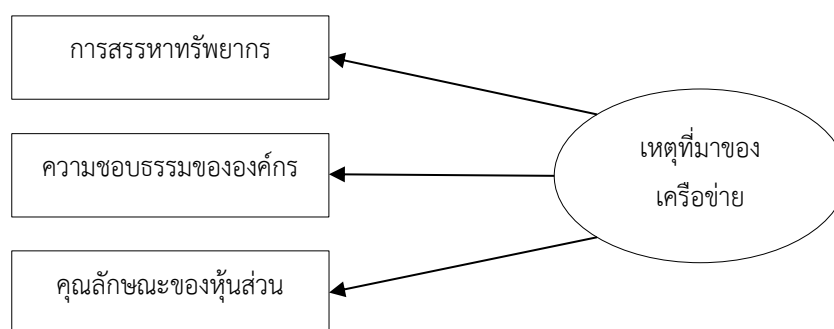 การสรรหาทรัพยากร
ความชอบธรรมขององค์กร
คุณลักษณะของหุ้นส่วน
เหตุที่มาของ
เครือข่าย